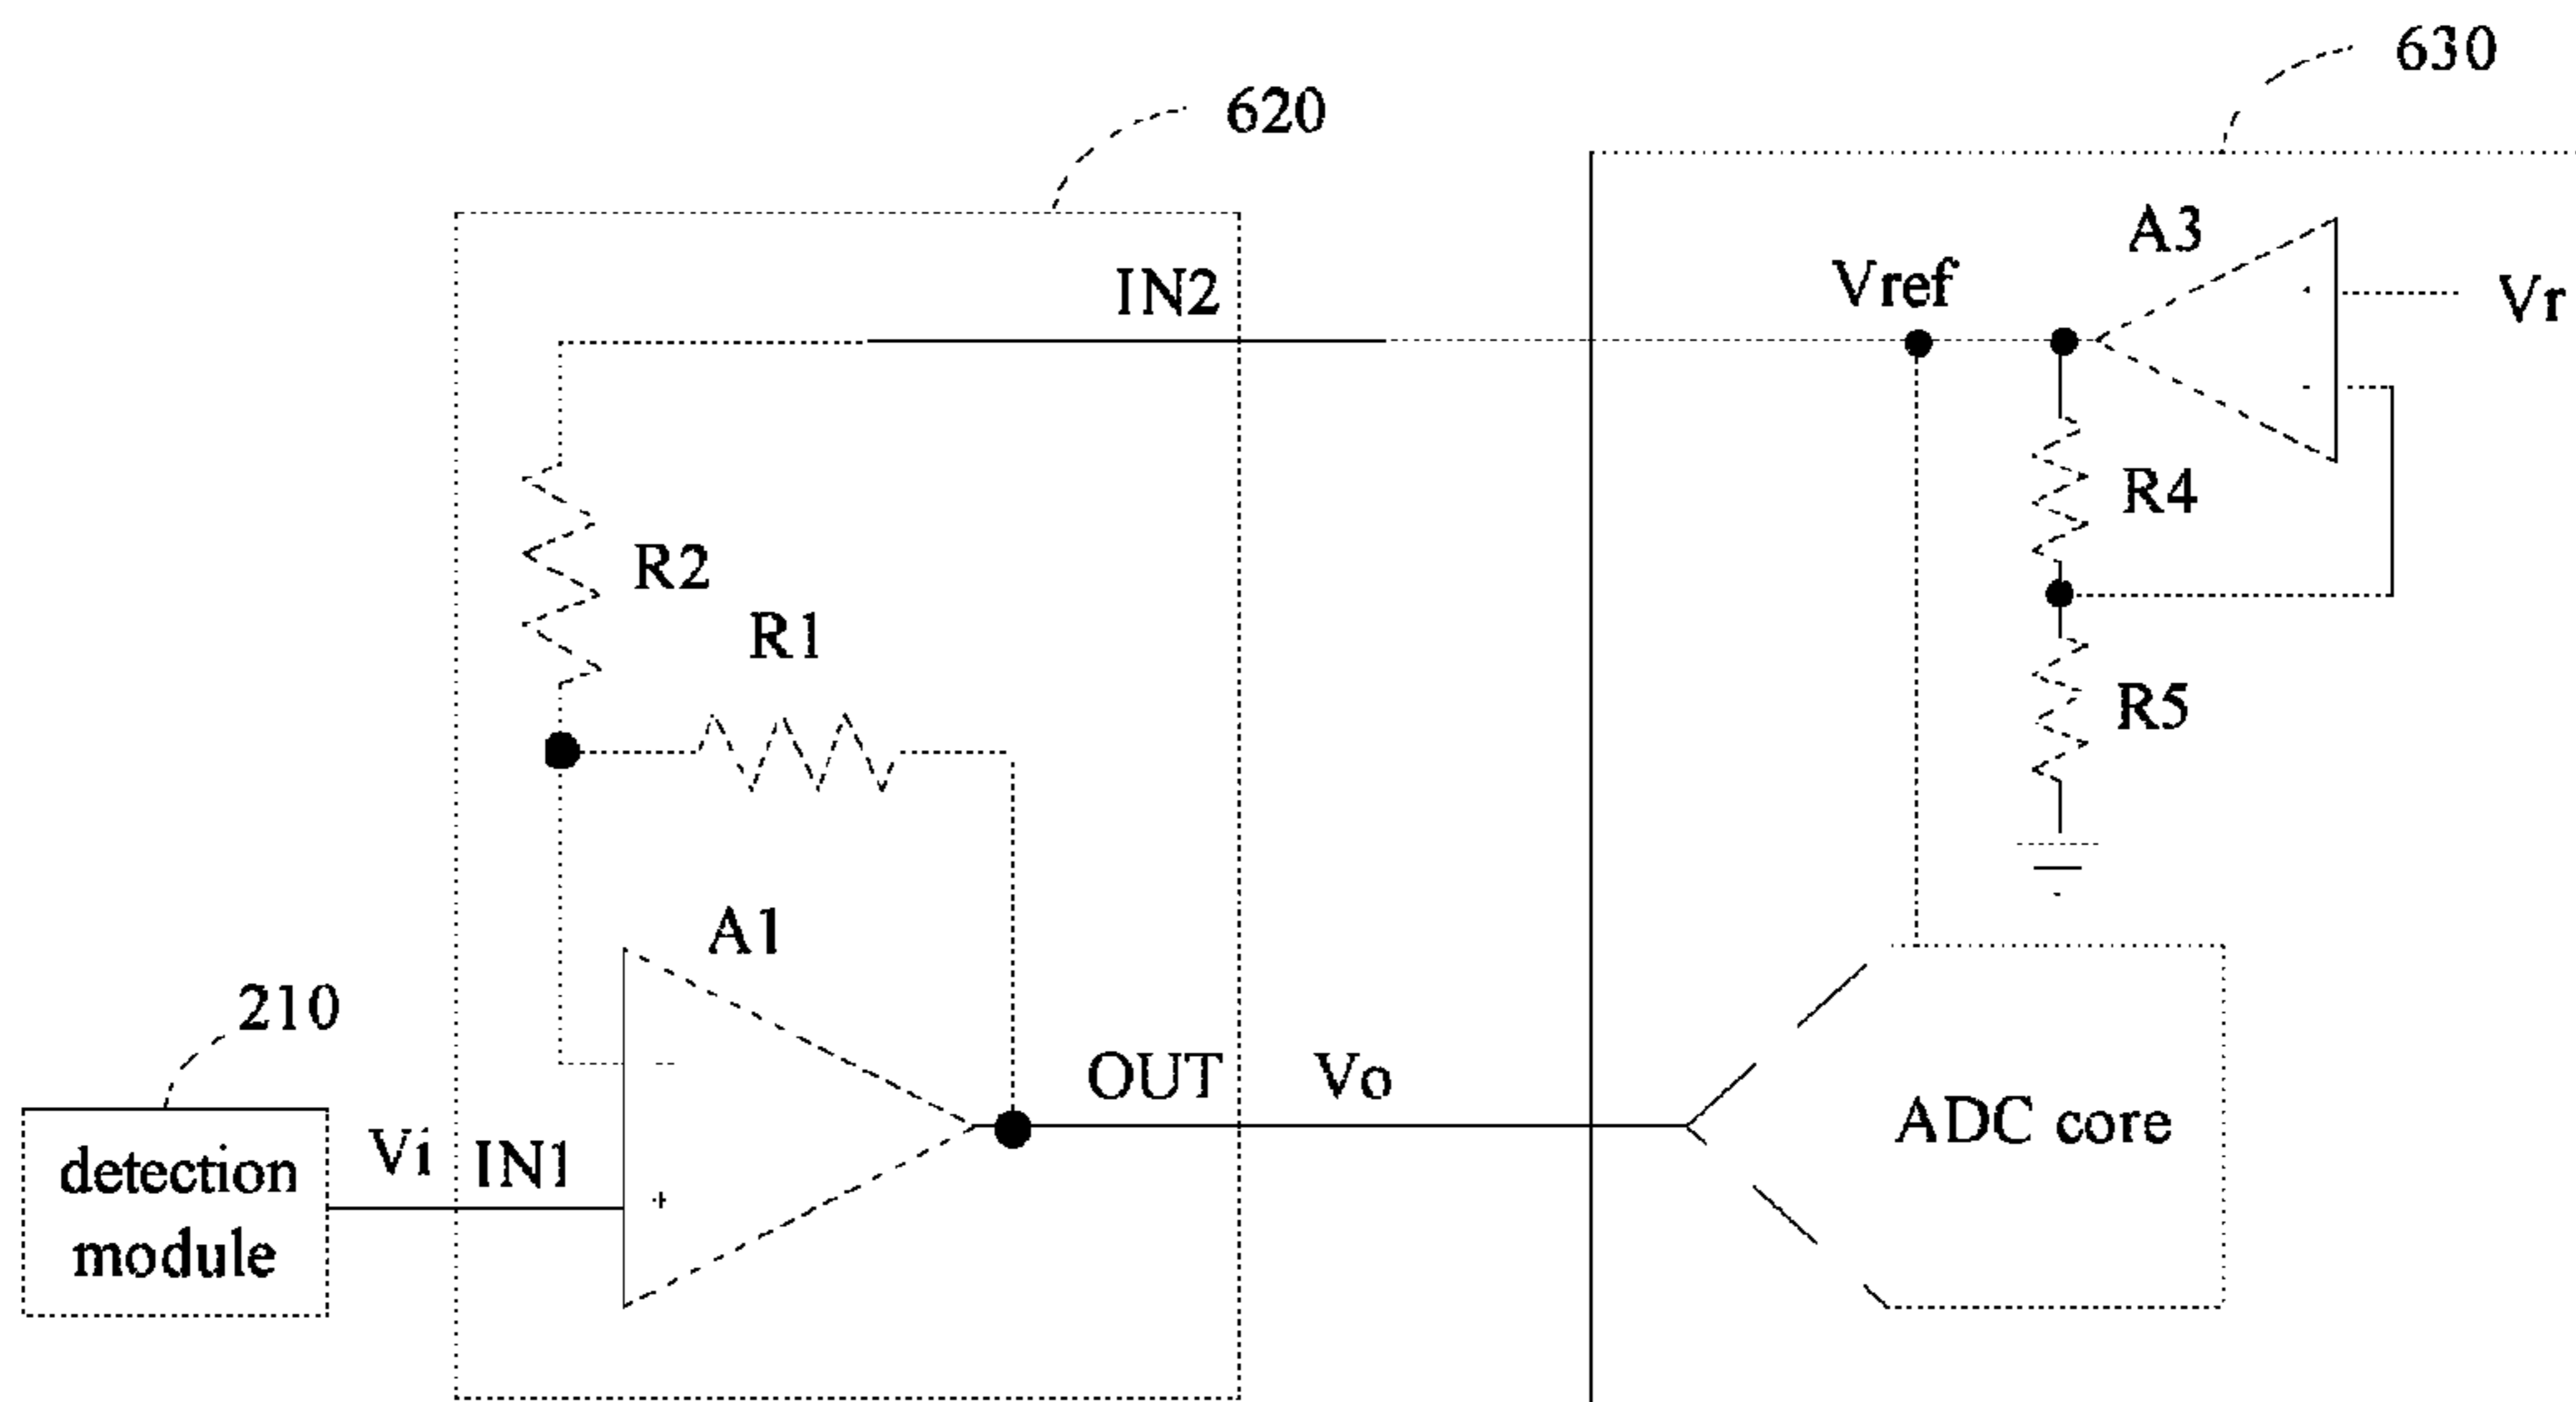 630
620
A3
IN2
Vref
Vr
R4
R2
R1
R5
A1
-
210
OUT
Vo
ADC core
Vi
IN1
detection
module
+